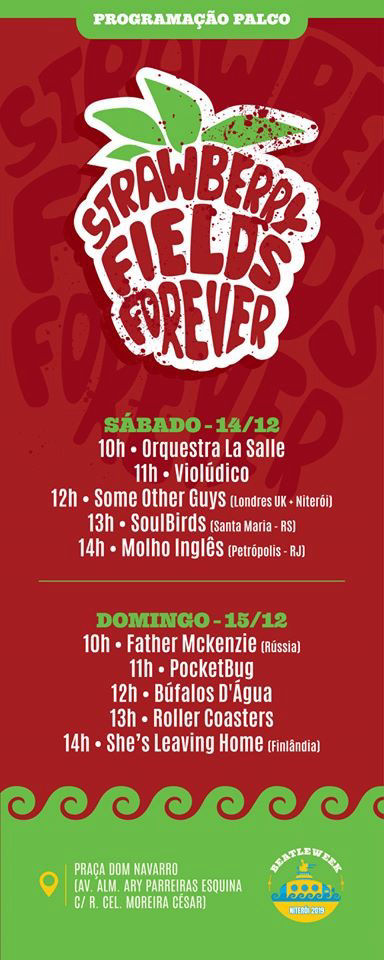 PROGRAMAÇÃO PALCO
STRAWBERRY
FIELDS
FOREVER
SÁBADO - 14/12
10h • Orquestra La Salle
11h • Violúdico
12h • Some Other Guys (Londres UK + Niterói)
13h • SoulBirds (Santa Maria - RS)
14h • Molho Inglês (Petrópolis - RJ)
DOMINGO - 15/12
10h • Father Mckenzie (Rússia)
11h • PocketBug
12h • Búfalos D'Água
13h • Roller Coasters
14h • She's Leaving Home (Finlândia)
PRAÇA DOM NAVARRO
(AV. ALM. ARY PARREIRAS ESQUINA
C/ R. CEL. MOREIRA CÉSAR)
BEATLEWEEK
NITERÓI 2019